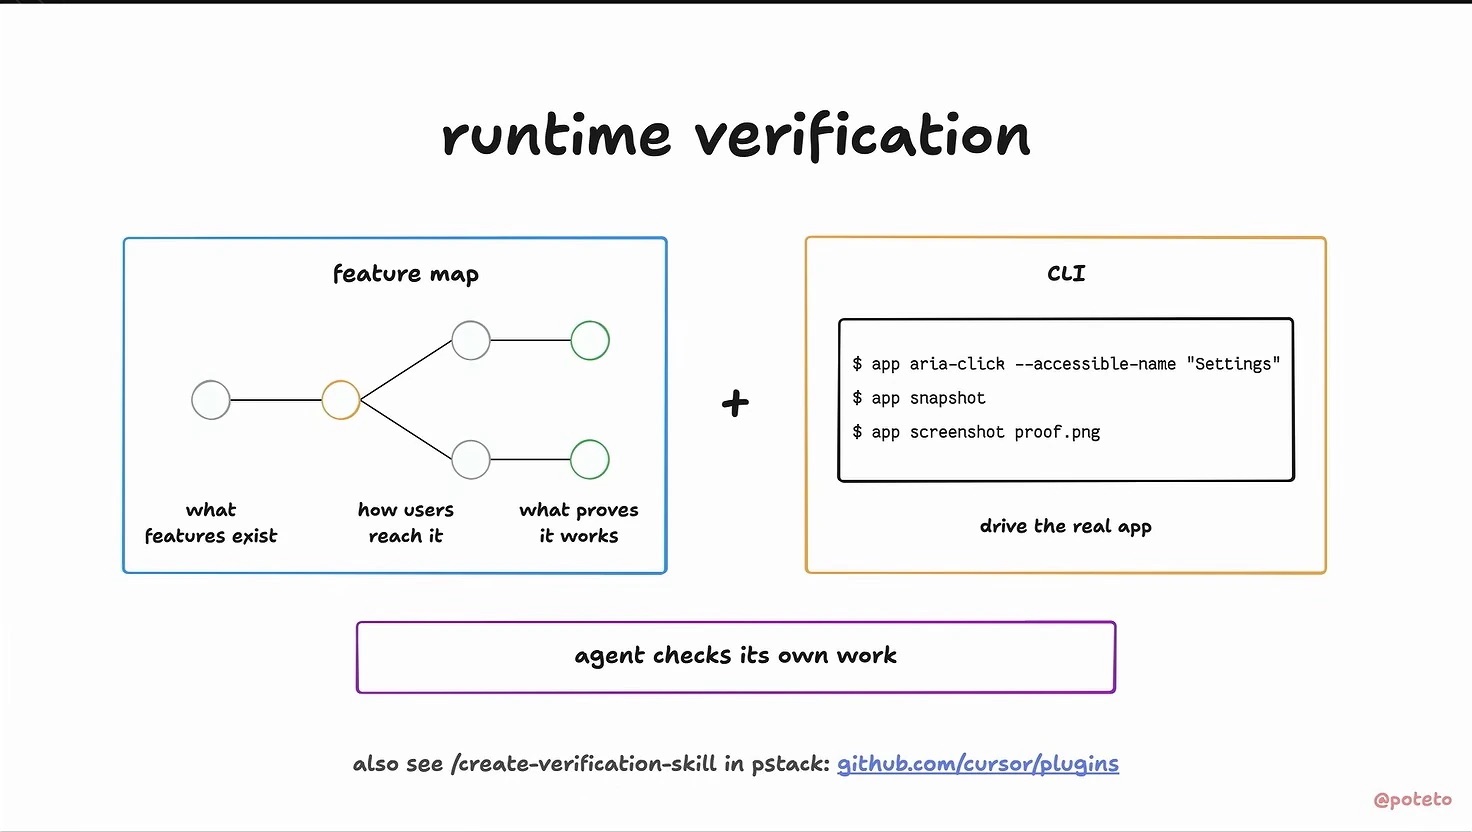 runtime verification
feature map
what
features exist
how users
reach it
what proves
it works
+
CLI
$ app aria-click --accessible-name "Settings"
$ app snapshot
$ app screenshot proof.png
drive the real app
agent checks its own work
also see /create-verification-skill in pstack: github.com/cursor/plugins
@poteto